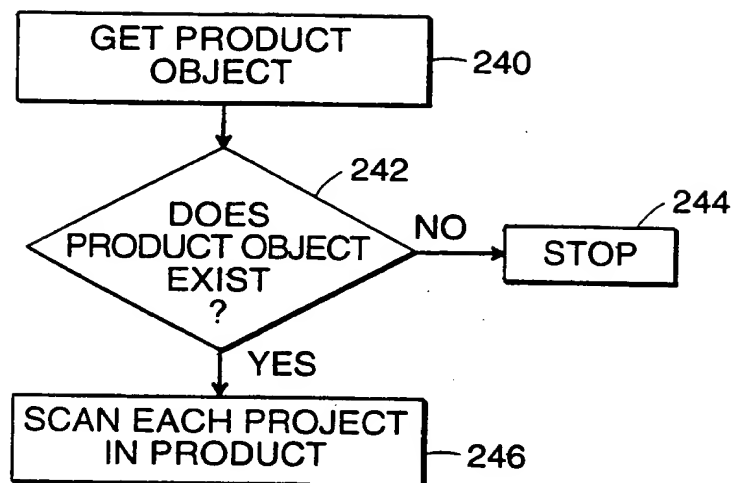 GET PRODUCT
OBJECT
240
242
DOES
PRODUCT OBJECT
EXIST
?
NO
244
STOP
YES
SCAN EACH PROJECT
IN PRODUCT
246